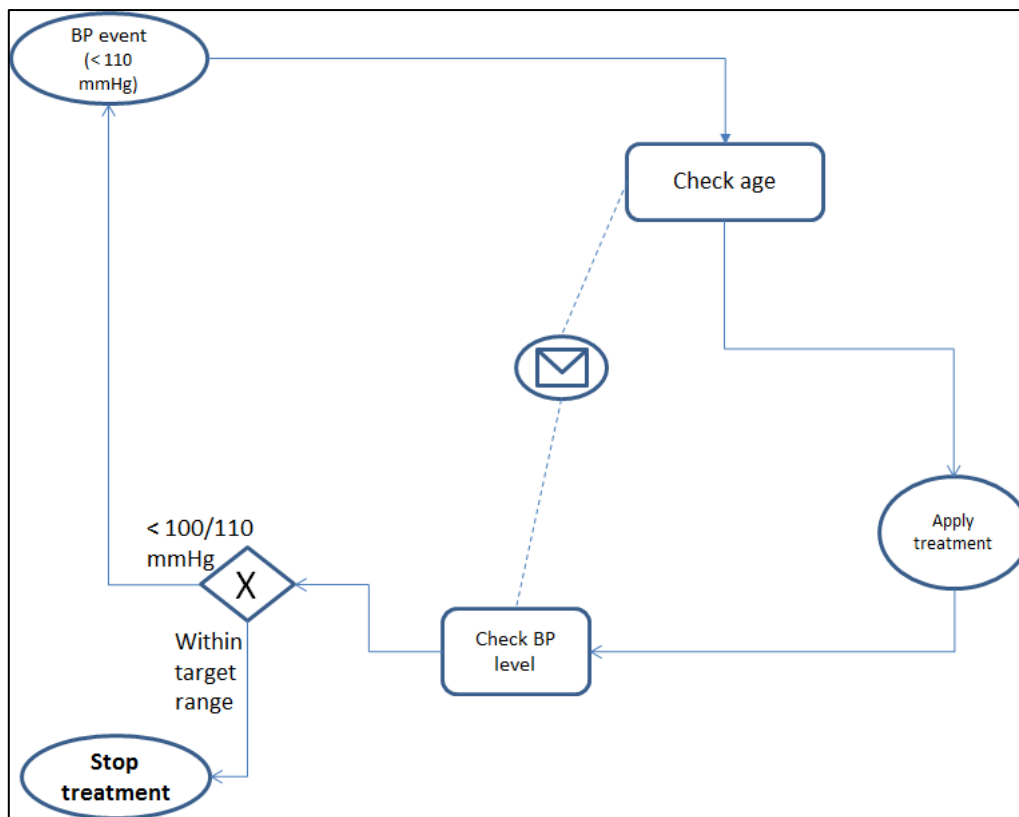 BP event
(< 110
mmHg)
Check age
Apply
treatment
< 100/110
mmHg
X
Check BP
level
Within
target
range
Stop
treatment